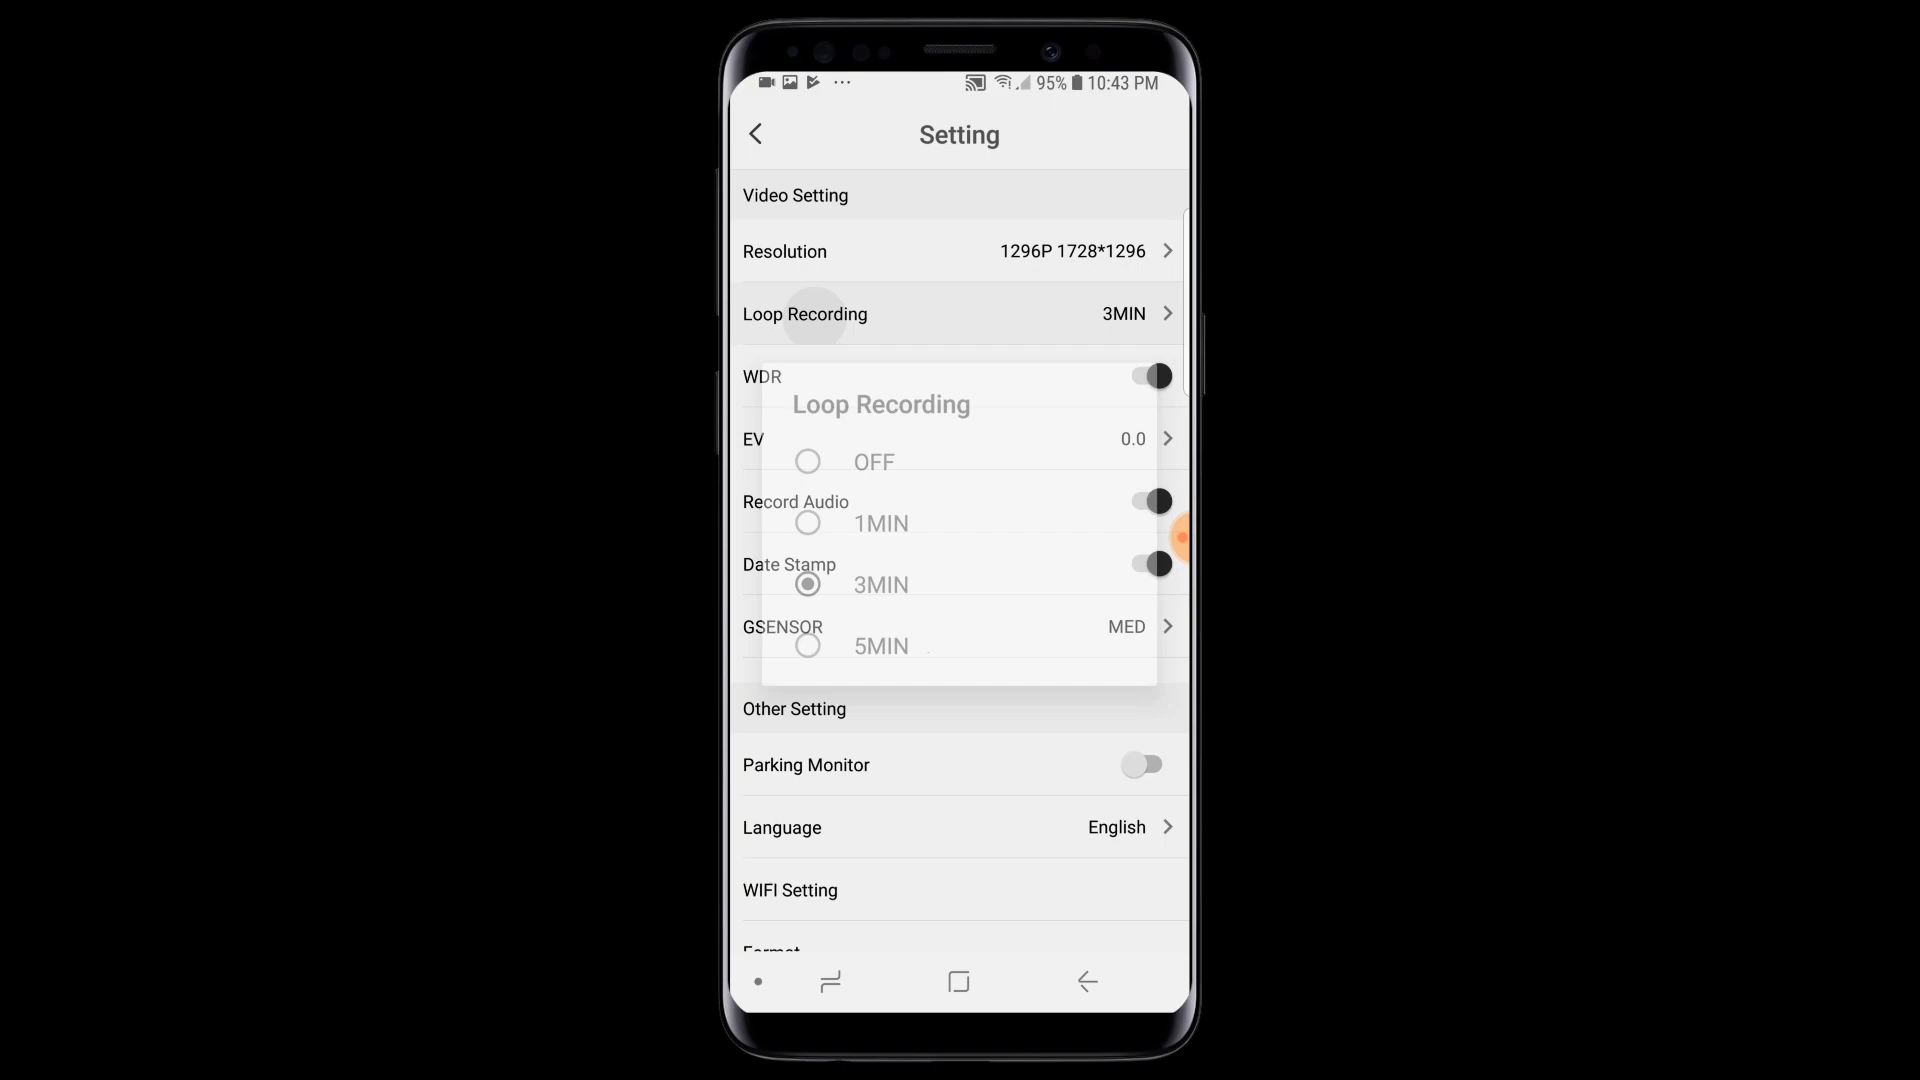 95% 10:43 PM
Setting
Video Setting
Resolution 1296P 1728*1296
Loop Recording 3MIN
WDR
Loop Recording
EV 0.0
OFF
Record Audio
1MIN
Date Stamp
3MIN
GSENSOR MED
5MIN
Other Setting
Parking Monitor
Language English
WIFI Setting
Format